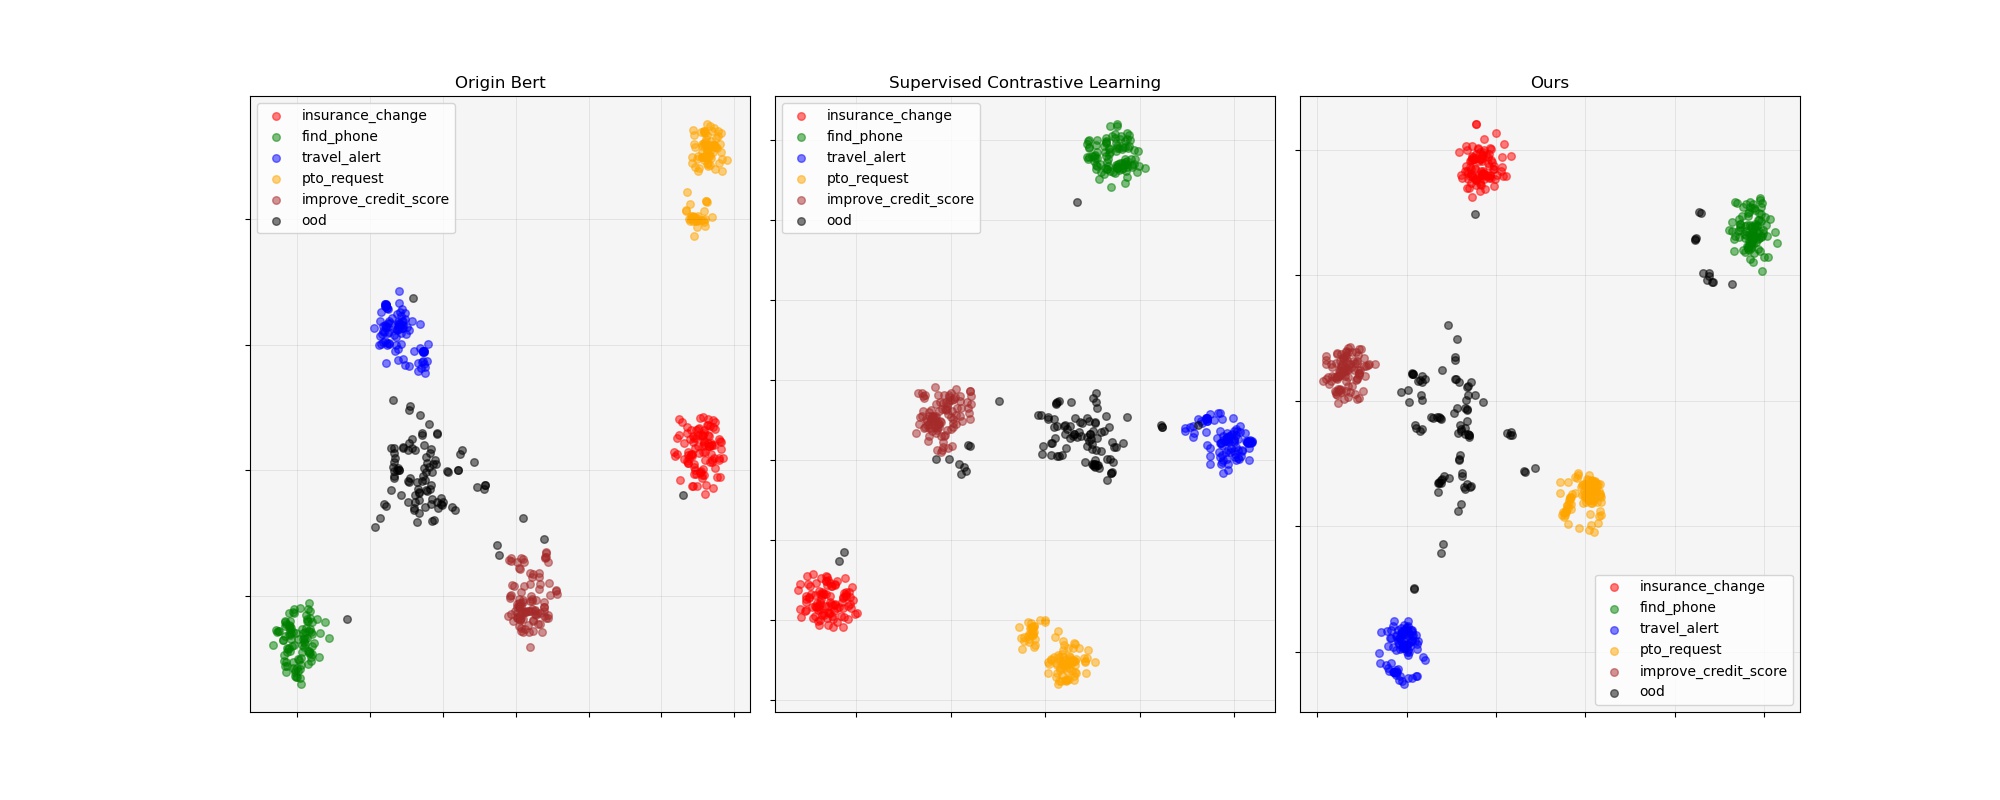 Origin Bert
insurance_change
find_phone
travel_alert
pto_request
improve_credit_score
ood
Supervised Contrastive Learning
insurance_change
find_phone
travel_alert
pto_request
improve_credit_score
ood
Ours
insurance_change
find_phone
travel_alert
pto_request
improve_credit_score
ood